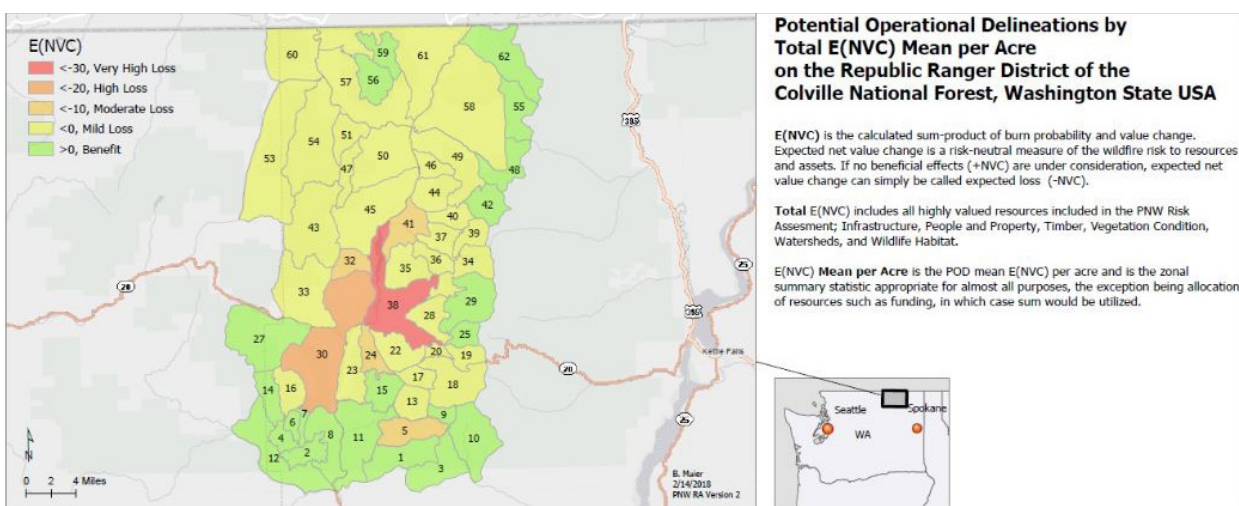 Potential Operational Delineations by
Total E(NVC) Mean per Acre
on the Republic Ranger District of the
Colville National Forest, Washington State USA
E(NVC) is the calculated sum-product of burn probability and value change.
Expected net value change is a risk-neutral measure of the wildfire risk to resources
and assets. If no beneficial effects (+NVC) are under consideration, expected net
value change can simply be called expected loss (-NVC).
Total E(NVC) includes all highly valued resources included in the PNW Risk
Assesment; Infrastructure, People and Property, Timber, Vegetation Condition,
Watersheds, and Wildlife Habitat.
E(NVC) Mean per Acre is the POD mean E(NVC) per acre and is the zonal
summary statistic appropriate for almost all purposes, the exception being allocation
of resources such as funding, in which case sum would be utilized.
E(NVC)
<-30, Very High Loss
<-20, High Loss
<-10, Moderate Loss
<0, Mild Loss
>0, Benefit
60
59
61
62
57
56
55
58
54
51
53
50
49
47
46
48
44
42
45
43
41
40
39
37
36
34
32
35
33
38
29
28
27
25
30
24
22
20
19
23
17
18
16
14
15
13
7
6
9
8
5
4
11
10
2
12
1
3
395
25
20
395
Kettle Falls
20
25
N
0 2 4 Miles
B. Maier
2/14/2018
PNW RA Version 2
Seattle
Spokane
WA